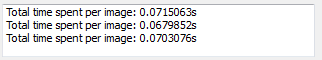 Total time spent per image: 0.0715063s
Total time spent per image: 0.0679852s
Total time spent per image: 0.0703076s